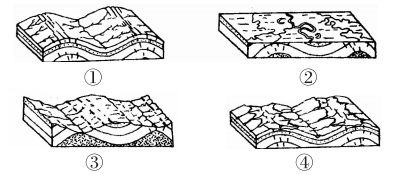 ①
②
③
④